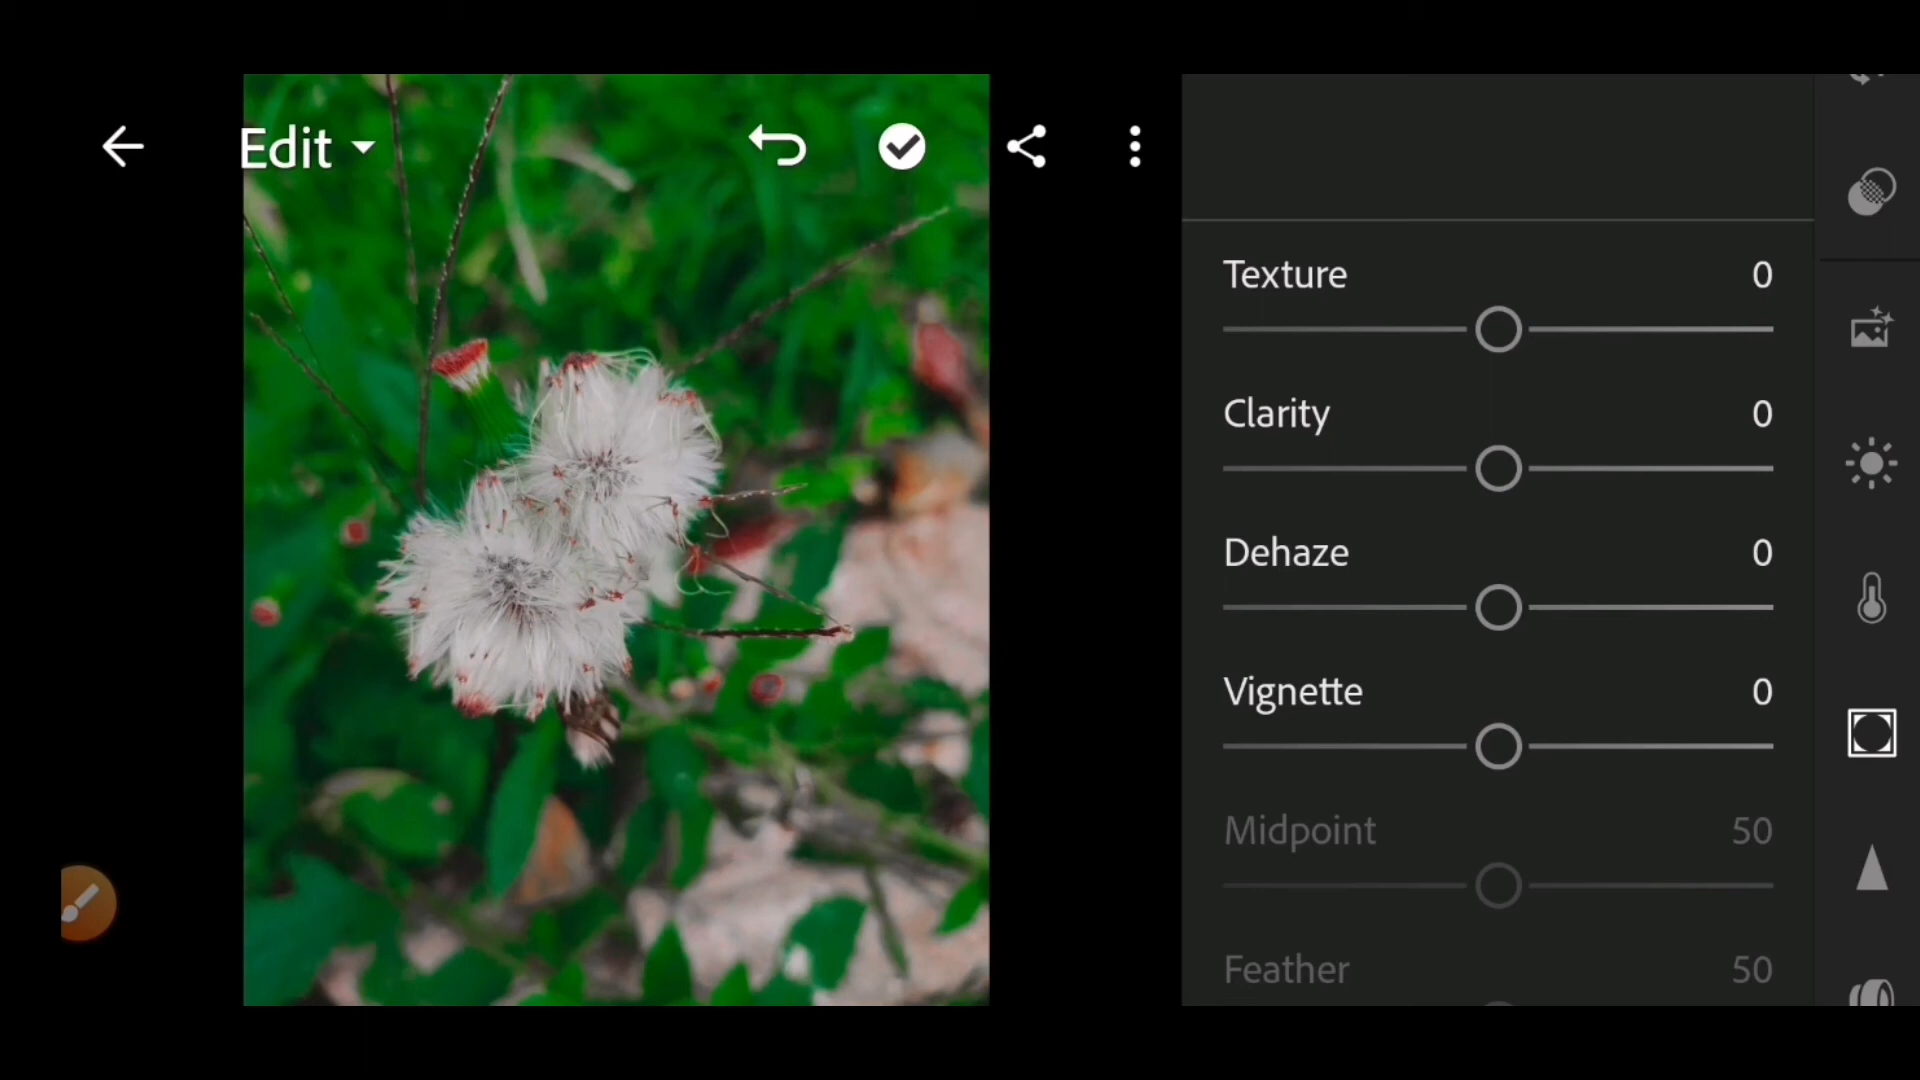 Edit
Texture 0
Clarity 0
Dehaze 0
Vignette 0
Midpoint 50
Feather 50